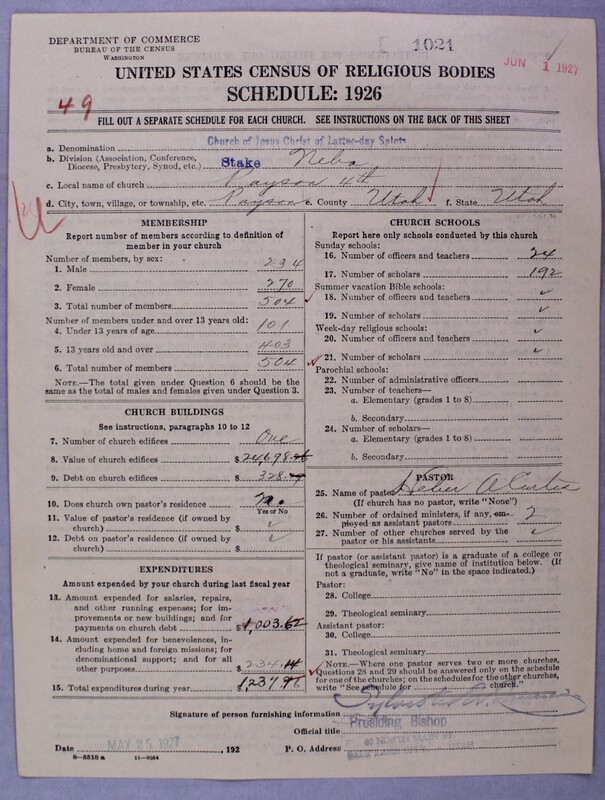 DEPARTMENT OF COMMERCE
BUREAU OF THE CENSUS
WASHINGTON
1021
JUN 1 1927
UNITED STATES CENSUS OF RELIGIOUS BODIES
SCHEDULE: 1926
49
FILL OUT A SEPARATE SCHEDULE FOR EACH CHURCH. SEE INSTRUCTIONS ON THE BACK OF THIS SHEET
a. Denomination Church of Jesus Christ of Latter-day Saints
b. Division (Association, Conference, Diocese, Presbytery, Synod, etc.) Stake Nebo
c. Local name of church Payson 4th
d. City, town, village, or township, etc. Payson e. County Utah f. State Utah
MEMBERSHIP
Report number of members according to definition of
member in your church
Number of members, by sex:
1. Male 234
2. Female 270
3. Total number of members 504
Number of members under and over 13 years old:
4. Under 13 years of age 101
5. 13 years old and over 403
6. Total number of members 504
NOTE.—The total given under Question 6 should be
the same as the total of males and females given under Question 3.
CHURCH BUILDINGS
See instructions, paragraphs 10 to 12
7. Number of church edifices One
8. Value of church edifices $24,698
9. Debt on church edifices $ 328
10. Does church own pastor's residence? No.
Yes or No
11. Value of pastor's residence (if owned by
church) $
12. Debt on pastor's residence (if owned by
church) $
EXPENDITURES
Amount expended by your church during last fiscal year
13. Amount expended for salaries, repairs,
and other running expenses; for im-
provements or new buildings; and for
payments on church debt $1,003.62
14. Amount expended for benevolences,
including home and foreign missions; for
denominational support; and for all
other purposes $234.14
15. Total expenditures during year $1237.76
CHURCH SCHOOLS
Report here only schools conducted by this church
Sunday schools:
16. Number of officers and teachers 24
17. Number of scholars 192
Summer vacation Bible schools:
18. Number of officers and teachers
19. Number of scholars
Week-day religious schools:
20. Number of officers and teachers
21. Number of scholars
Parochial schools:
22. Number of administrative officers
23. Number of teachers—
a. Elementary (grades 1 to 8)
b. Secondary
24. Number of scholars—
a. Elementary (grades 1 to 8)
b. Secondary
PASTOR
25. Name of pastor Heber A Curtis
(If church has no pastor, write "None")
26. Number of ordained ministers, if any, em-
ployed as assistant pastors 2
27. Number of other churches served by the
pastor or his assistants
If pastor (or assistant pastor) is a graduate of a college or
theological seminary, give name of institution below. (If
not a graduate, write "No" in the space indicated.)
Pastor:
28. College
29. Theological seminary
Assistant pastor:
30. College
31. Theological seminary
NOTE.—Where one pastor serves two or more churches,
Questions 28 and 29 should be answered only on the schedule
for one of the churches; on the schedules for the other churches,
write "See schedule for church."
Signature of person furnishing information
Official title Presiding Bishop
Date MAY 25 1927, 192 P. O. Address
8—5518 a 11—9084